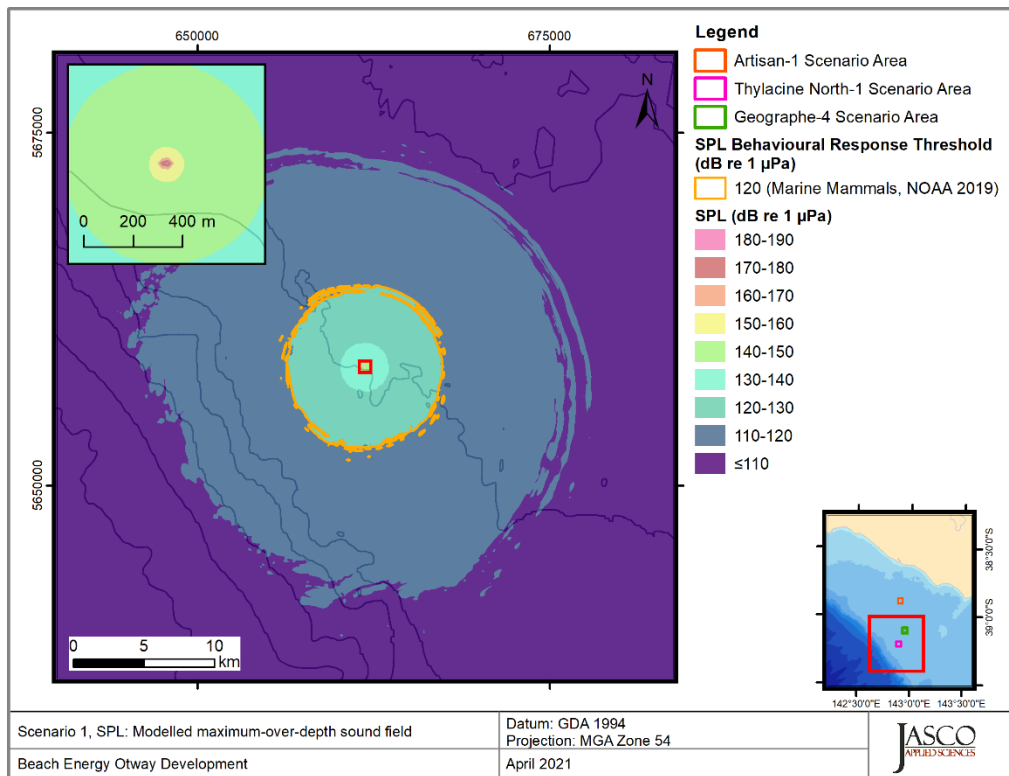 650000
675000
5675000
5650000
N
0 200 400 m
0 5 10
km
Legend
Artisan-1 Scenario Area
Thylacine North-1 Scenario Area
Geographe-4 Scenario Area
SPL Behavioural Response Threshold
(dB re 1 µPa)
120 (Marine Mammals, NOAA 2019)
SPL (dB re 1 µPa)
180-190
170-180
160-170
150-160
140-150
130-140
120-130
110-120
≤110
38°30'0"S
39°0'0"S
142°30'0"E 143°0'0"E 143°30'0"E
Scenario 1, SPL: Modelled maximum-over-depth sound field
Datum: GDA 1994
Projection: MGA Zone 54
Beach Energy Otway Development
April 2021
JASCO
APPLIED SCIENCES